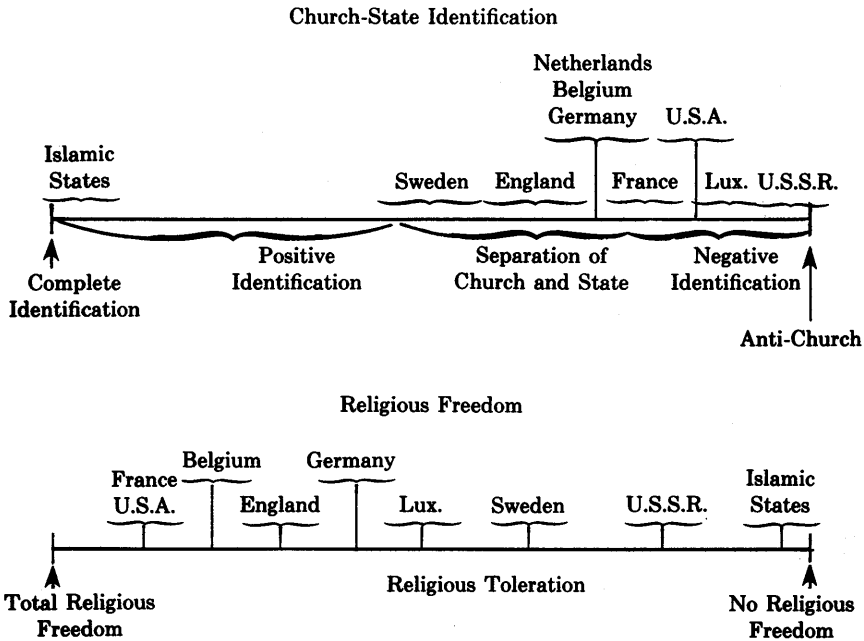 Church-State Identification
Netherlands
Belgium
Germany
U.S.A.
Islamic
States
Sweden
England
France
Lux.
U.S.S.R.
Positive
Identification
Separation of
Church and State
Negative
Identification
Complete
Identification
Anti-Church
Religious Freedom
Belgium
Germany
France
U.S.A.
England
Lux.
Sweden
U.S.S.R.
Islamic
States
Religious Toleration
Total Religious
Freedom
No Religious
Freedom